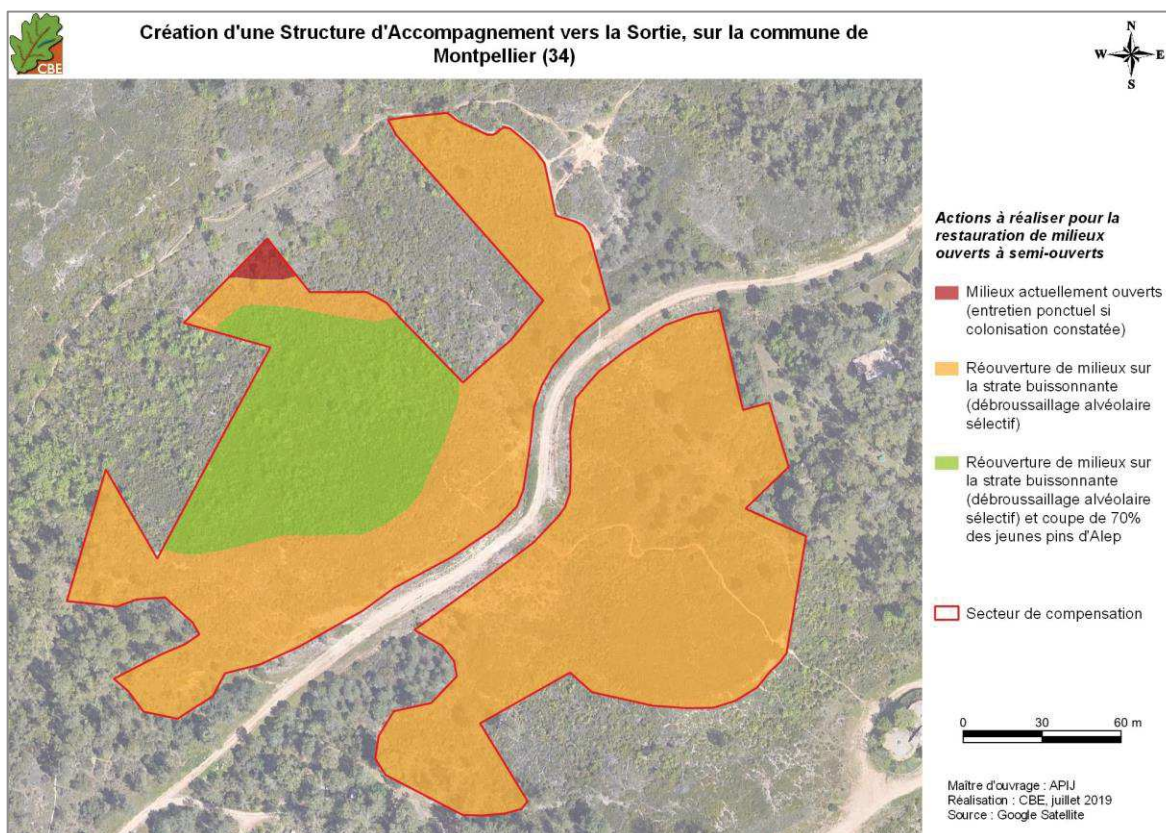 CBE
Création d'une Structure d'Accompagnement vers la Sortie, sur la commune de
Montpellier (34)
N
W E
S
Actions à réaliser pour la
restauration de milieux
ouverts à semi-ouverts
Milieux actuellement ouverts
(entretien ponctuel si
colonisation constatée)
Réouverture de milieux sur
la strate buissonnante
(débroussaillage alvéolaire
sélectif)
Réouverture de milieux sur
la strate buissonnante
(débroussaillage alvéolaire
sélectif) et coupe de 70%
des jeunes pins d'Alep
Secteur de compensation
0 30 60 m
Maître d'ouvrage : APIJ
Réalisation : CBE, juillet 2019
Source : Google Satellite